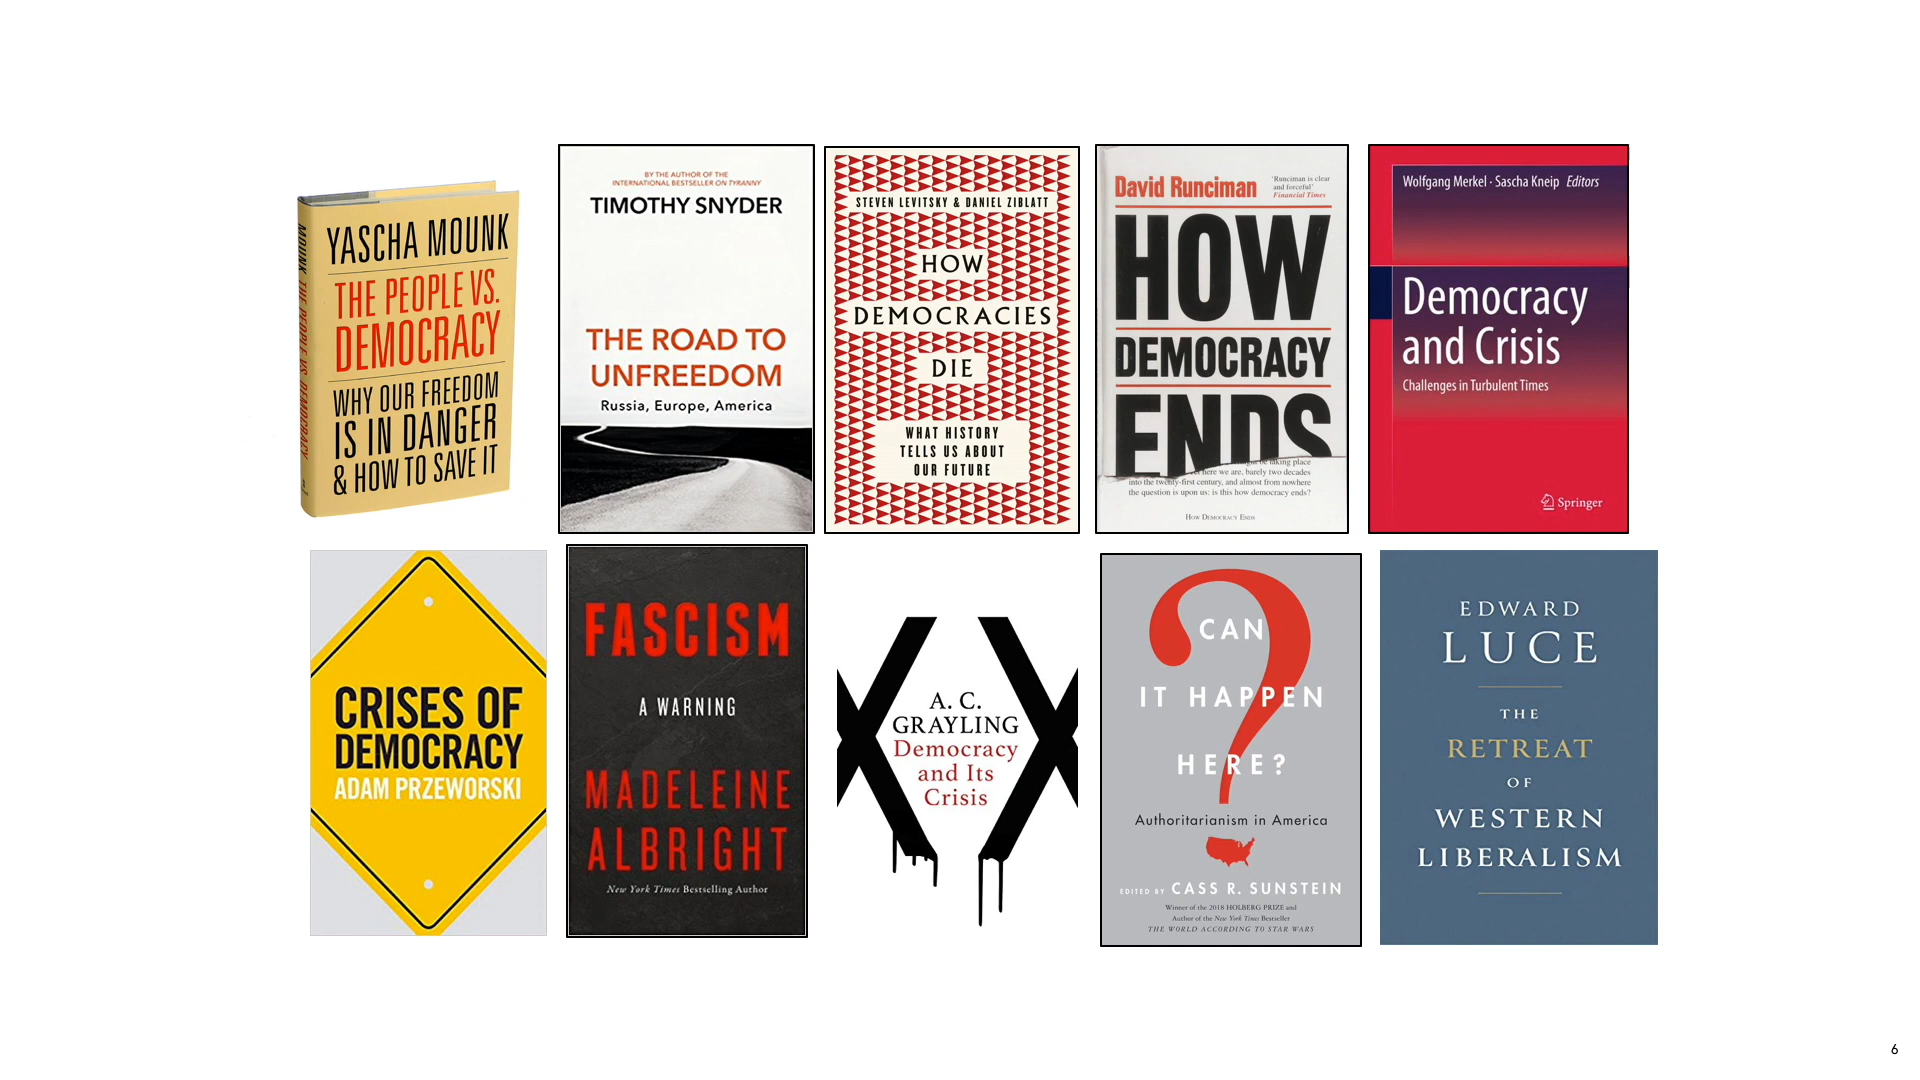 YASCHA MOUNK
THE PEOPLE VS.
DEMOCRACY
WHY OUR FREEDOM
IS IN DANGER
& HOW TO SAVE IT
MOUNK THE PEOPLE VS. DEMOCRACY
BY THE AUTHOR OF THE
INTERNATIONAL BESTSELLER ON TYRANNY
TIMOTHY SNYDER
THE ROAD TO
UNFREEDOM
Russia, Europe, America
STEVEN LEVITSKY & DANIEL ZIBLATT
HOW
DEMOCRACIES
DIE
WHAT HISTORY
TELLS US ABOUT
OUR FUTURE
David Runciman
'Runciman is clear
and forceful'
Financial Times
HOW
DEMOCRACY
ENDS
be taking place
here we are, barely two decades
into the twenty-first century, and almost from nowhere
the question is upon us: is this how democracy ends?
HOW DEMOCRACY ENDS
Wolfgang Merkel · Sascha Kneip Editors
Democracy
and Crisis
Challenges in Turbulent Times
Springer
CRISES OF
DEMOCRACY
ADAM PRZEWORSKI
FASCISM
A WARNING
MADELEINE
ALBRIGHT
New York Times Bestselling Author
A. C.
GRAYLING
Democracy
and Its
Crisis
CAN
IT HAPPEN
HERE?
Authoritarianism in America
EDITED BY CASS R. SUNSTEIN
Winner of the 2018 HOLBERG PRIZE and
Author of the New York Times Bestseller
THE WORLD ACCORDING TO STAR WARS
EDWARD
LUCE
THE
RETREAT
OF
WESTERN
LIBERALISM
6